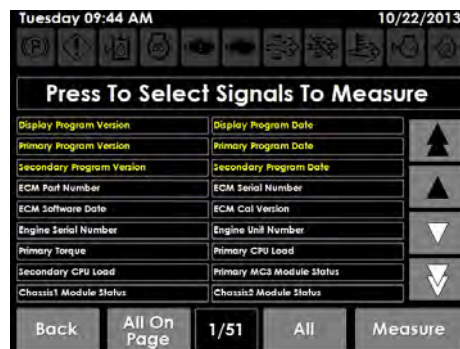 Tuesday 09:44 AM 10/22/2013
(P)
Press To Select Signals To Measure
Display Program Version Display Program Date
Primary Program Version Primary Program Date
Secondary Program Version Secondary Program Date
ECM Part Number ECM Serial Number
ECM Software Date ECM Cal Version
Engine Serial Number Engine Unit Number
Primary Torque Primary CPU Load
Secondary CPU Load Primary MC3 Module Status
Chassis1 Module Status Chassis2 Module Status
Back All On Page 1/51 All Measure